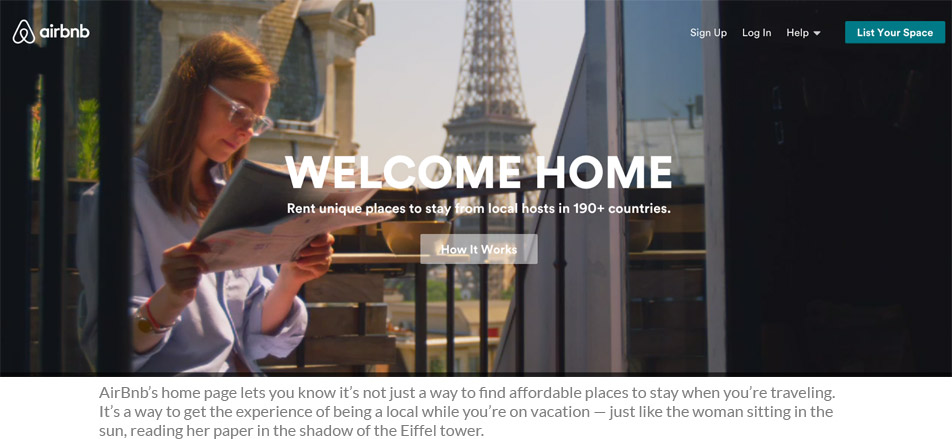 airbnb
Sign Up Log In Help List Your Space
WELCOME HOME
Rent unique places to stay from local hosts in 190+ countries.
How It Works
AirBnb’s home page lets you know it’s not just a way to find affordable places to stay when you’re traveling.
It’s a way to get the experience of being a local while you’re on vacation — just like the woman sitting in the
sun, reading her paper in the shadow of the Eiffel tower.